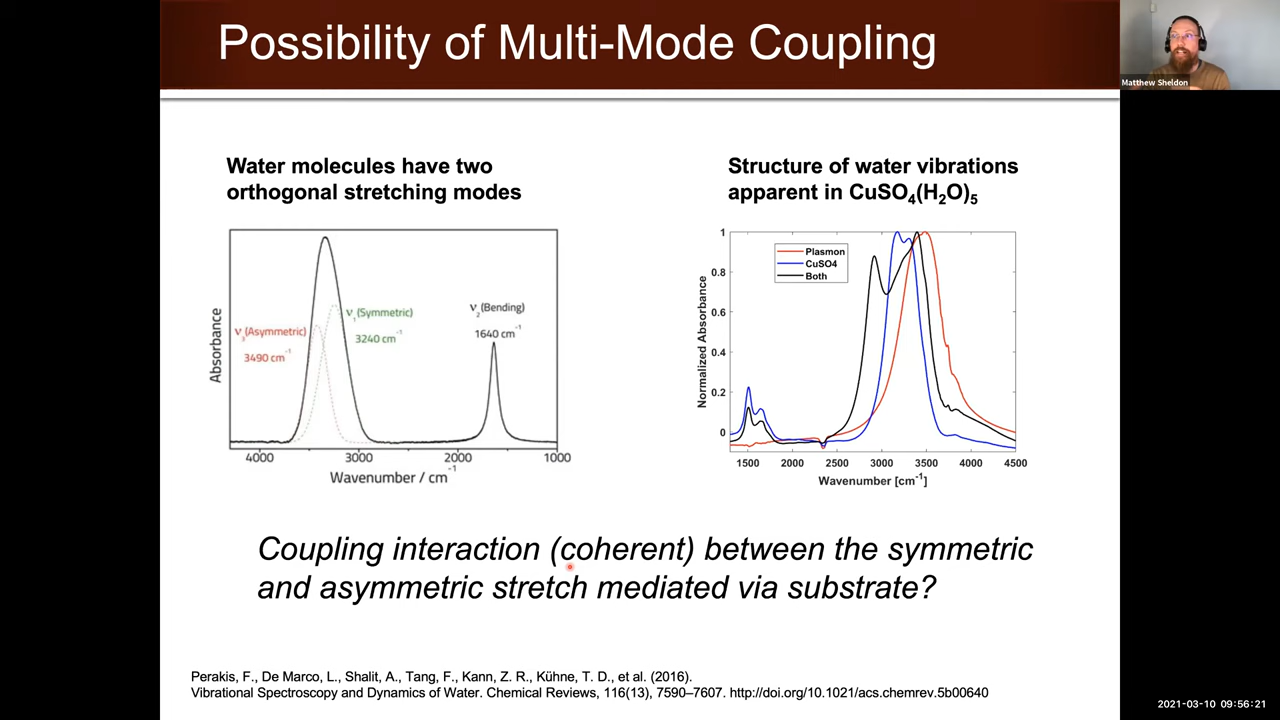 Possibility of Multi-Mode Coupling
Matthew Sheldon
Water molecules have two
orthogonal stretching modes
Absorbance
ν3(Asymmetric)
3490 cm-1
ν1(Symmetric)
3240 cm-1
ν2(Bending)
1640 cm-1
4000 3000 2000 1000
Wavenumber / cm-1
Structure of water vibrations
apparent in CuSO4(H2O)5
Normalized Absorbance
1
0.8
0.6
0.4
0.2
0
Plasmon
CuSO4
Both
1500 2000 2500 3000 3500 4000 4500
Wavenumber [cm-1]
Coupling interaction (coherent) between the symmetric
and asymmetric stretch mediated via substrate?
Perakis, F., De Marco, L., Shalit, A., Tang, F., Kann, Z. R., Kühne, T. D., et al. (2016).
Vibrational Spectroscopy and Dynamics of Water. Chemical Reviews, 116(13), 7590–7607. http://doi.org/10.1021/acs.chemrev.5b00640
2021-03-10 09:56:21